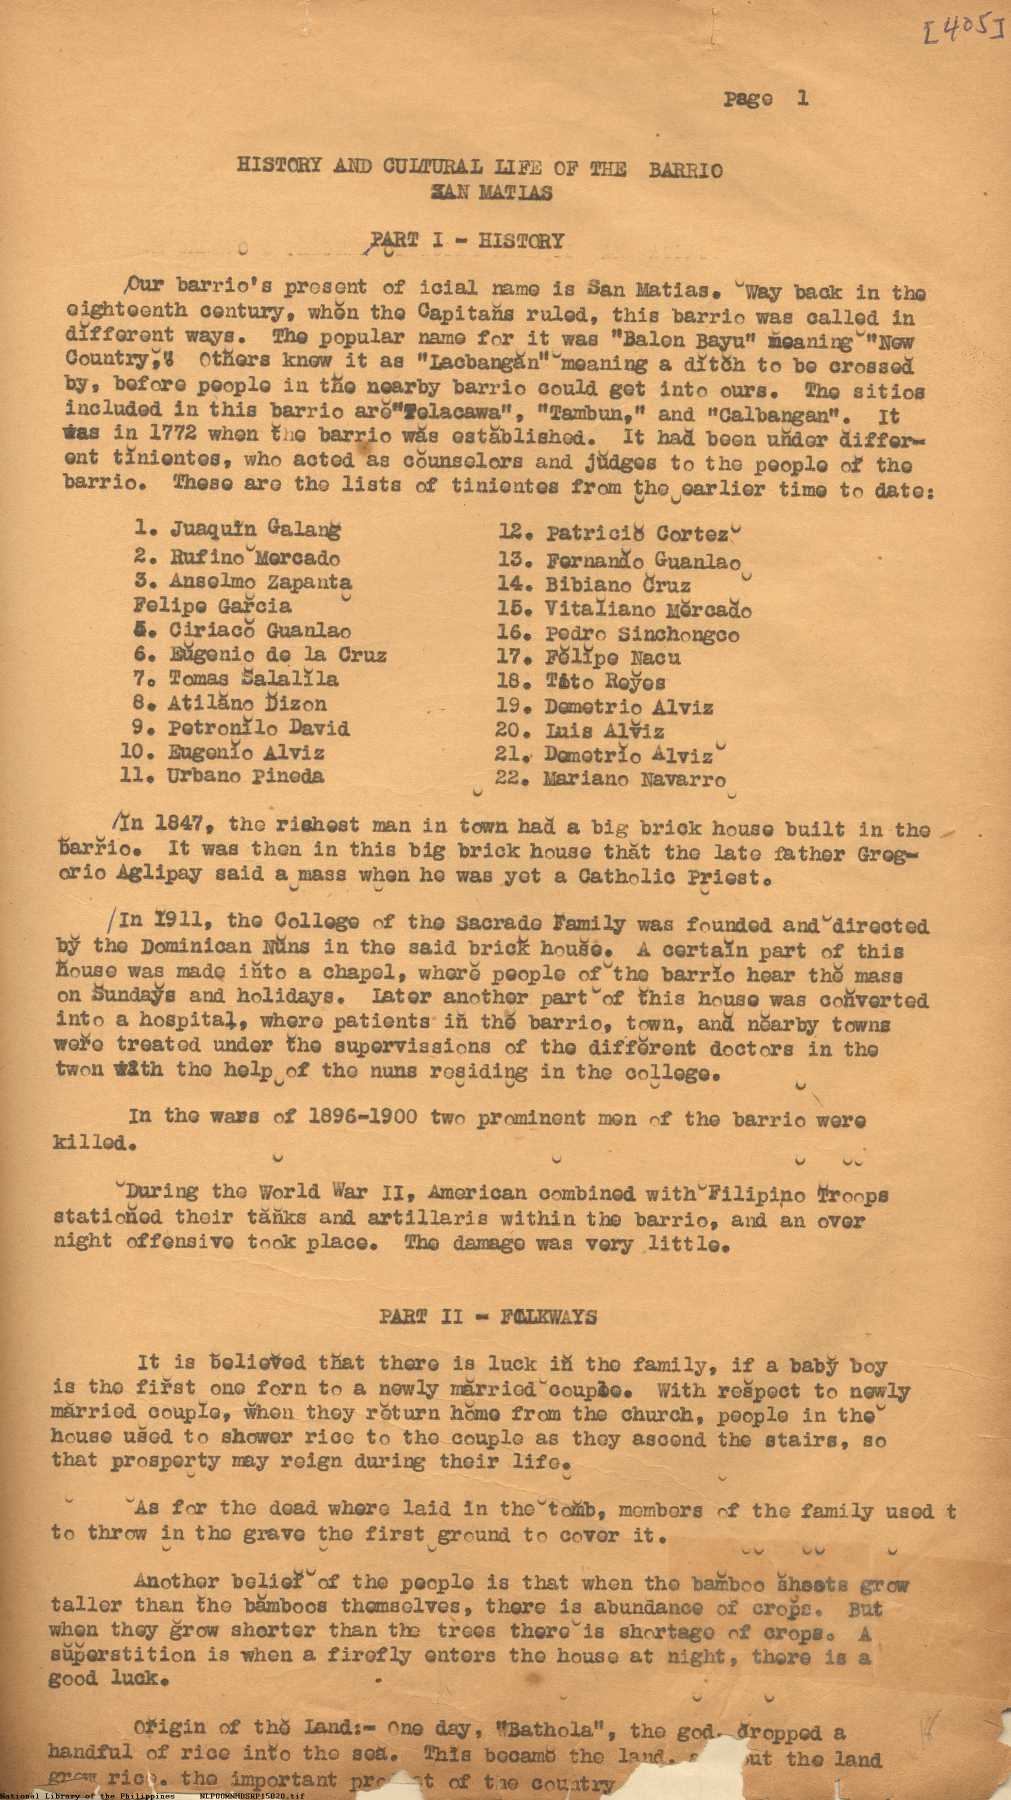 [405]
Page 1
HISTORY AND CULTURAL LIFE OF THE BARRIO
SAN MATIAS
PART I - HISTORY
Our barrio's present of icial name is San Matias. Way back in the
eighteenth century, when the Capitans ruled, this barrio was called in
different ways. The popular name for it was "Balen Bayu" meaning "New
Country," Others knew it as "Lacbangan" meaning a ditch to be crossed
by, before people in the nearby barrio could get into ours. The sitios
included in this barrio are "Telacawa", "Tambun," and "Calbangan". It
was in 1772 when the barrio was established. It had been under differ-
ent tinientes, who acted as counselors and judges to the people of the
barrio. These are the lists of tinientes from the earlier time to date:
1. Juaquin Galang
2. Rufino Mercado
3. Anselmo Zapanta
Felipe Garcia
5. Ciriaco Guanlao
6. Eugenio de la Cruz
7. Tomas Salalila
8. Atilano Dizon
9. Petronilo David
10. Eugenio Alviz
11. Urbano Pineda
12. Patricio Cortez
13. Fernando Guanlao
14. Bibiano Cruz
15. Vitaliano Mercado
16. Pedro Sinchongco
17. Felipe Nacu
18. Tito Reyes
19. Demetrio Alviz
20. Luis Alviz
21. Demetrio Alviz
22. Mariano Navarro
In 1847, the richest man in town had a big brick house built in the
barrio. It was then in this big brick house that the late father Greg-
orio Aglipay said a mass when he was yet a Catholic Priest.
In 1911, the College of the Sacrade Family was founded and directed
by the Dominican Nuns in the said brick house. A certain part of this
house was made into a chapel, where people of the barrio hear the mass
on Sundays and holidays. Later another part of this house was converted
into a hospital, where patients in the barrio, town, and nearby towns
were treated under the supervissions of the different doctors in the
twon with the help of the nuns residing in the college.
In the wars of 1896-1900 two prominent men of the barrio were
killed.
During the World War II, American combined with Filipino Troops
stationed their tanks and artillaris within the barrio, and an over
night offensive took place. The damage was very little.
PART II - FOLKWAYS
It is believed that there is luck in the family, if a baby boy
is the first one forn to a newly married couple. With respect to newly
married couple, when they return home from the church, people in the
house used to shower rice to the couple as they ascend the stairs, so
that prosperty may reign during their life.
As for the dead where laid in the tomb, members of the family used t
to throw in the grave the first ground to cover it.
Another belief of the people is that when the bamboo sheets grow
taller than the bamboos themselves, there is abundance of crops. But
when they grow shorter than the trees there is shortage of crops. A
superstition is when a firefly enters the house at night, there is a
good luck.
Origin of the Land:- One day, "Bathola", the god. dropped a
handful of rice into the sea. This became the land. but the land
grew rice. the important of the country
National Library of the Philippines NLPOOMNHDSRP15020.tif